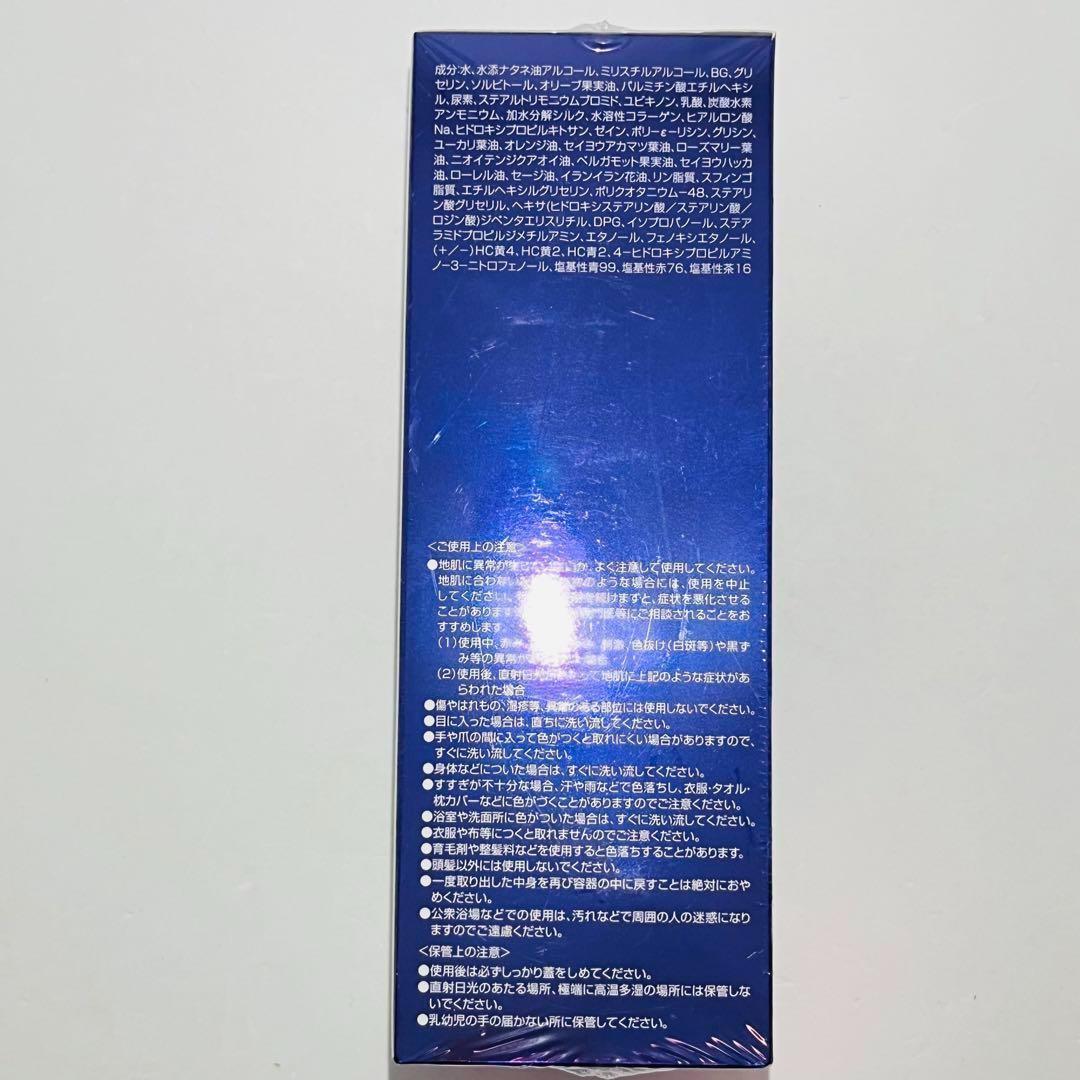 成分:水、水添ナタネ油アルコール、ミリスチルアルコール、BG、グリ
セリン、ソルビトール、オリーブ果実油、パルミチン酸エチルヘキシ
ル、尿素、ステアルトリモニウムブロミド、ユビキノン、乳酸、炭酸水素
アンモニウム、加水分解シルク、水溶性コラーゲン、ヒアルロン酸
Na、ヒドロキシプロピルキトサン、ゼイン、ポリ-ε-リシン、グリシン、
ユーカリ葉油、オレンジ油、セイヨウアカマツ葉油、ローズマリー葉
油、ニオイテンジクアオイ油、ベルガモット果実油、セイヨウハッカ
油、ローレル油、セージ油、イランイラン花油、リン脂質、スフィンゴ
脂質、エチルヘキシルグリセリン、ポリクオタニウム-48、ステアリ
ン酸グリセリル、ヘキサ(ヒドロキシステアリン酸/ステアリン酸/
ロジン酸)ジペンタエリスリチル、DPG、イソプロパノール、ステア
ラミドプロピルジメチルアミン、エタノール、フェノキシエタノール、
(+/-)HC黄4、HC黄2、HC青2、4-ヒドロキシプロピルアミ
ノ-3-ニトロフェノール、塩基性青99、塩基性赤76、塩基性茶16
<ご使用上の注意>
●地肌に異常が、よく注意して使用してください。
地肌に合わないのような場合には、使用を中止
してください。けますと、症状を悪化させる
ことがあります等にご相談されることをお
すすめします。
(1)使用中、赤み、刺激、色抜け(白斑等)や黒ず
み等の異常が
(2)使用後、直射日光て地肌に上記のような症状があ
らわれた場合
●傷やはれもの、湿疹等、異常のある部位には使用しないでください。
●目に入った場合は、直ちに洗い流してください。
●手や爪の間に入って色がつくと取れにくい場合がありますので、
すぐに洗い流してください。
●身体などについた場合は、すぐに洗い流してください。
●すすぎが不十分な場合、汗や雨などで色落ちし、衣服・タオル・
枕カバーなどに色がつくことがありますのでご注意ください。
●浴室や洗面所に色がついた場合は、すぐに洗い流してください。
●衣服や布等につくと取れませんのでご注意ください。
●育毛剤や整髪料などを使用すると色落ちすることがあります。
●頭髪以外には使用しないでください。
●一度取り出した中身を再び容器の中に戻すことは絶対におや
めください。
●公衆浴場などでの使用は、汚れなどで周囲の人の迷惑になり
ますのでご遠慮ください。
<保管上の注意>
●使用後は必ずしっかり蓋をしめてください。
●直射日光のあたる場所、極端に高温多湿の場所には保管しな
いでください。
●乳幼児の手の届かない所に保管してください。